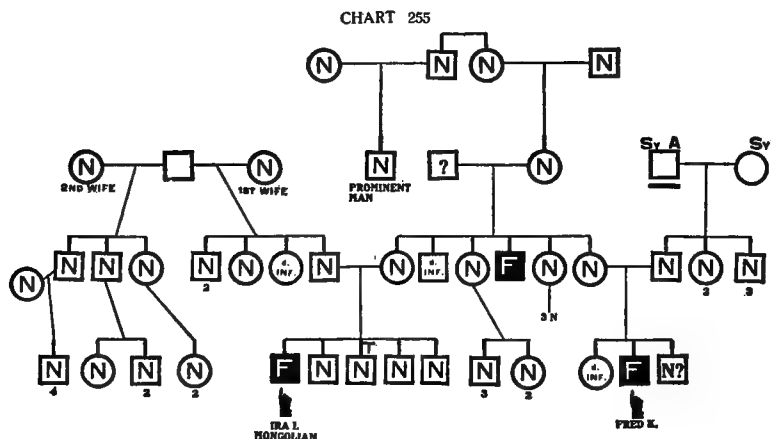 CHART 255
N N N N
Sy A Sy
N N N ? N
2ND WIFE 1ST WIFE PROMINENT
MAN
N N N N N d. INF. N N d. INF. N F N N N N N
N 2 2 3
3 N
T
N N N N F N N N N N N d. INF. F N?
4 2 2 3 2
IRA I. FRED K.
MONGOLIAN